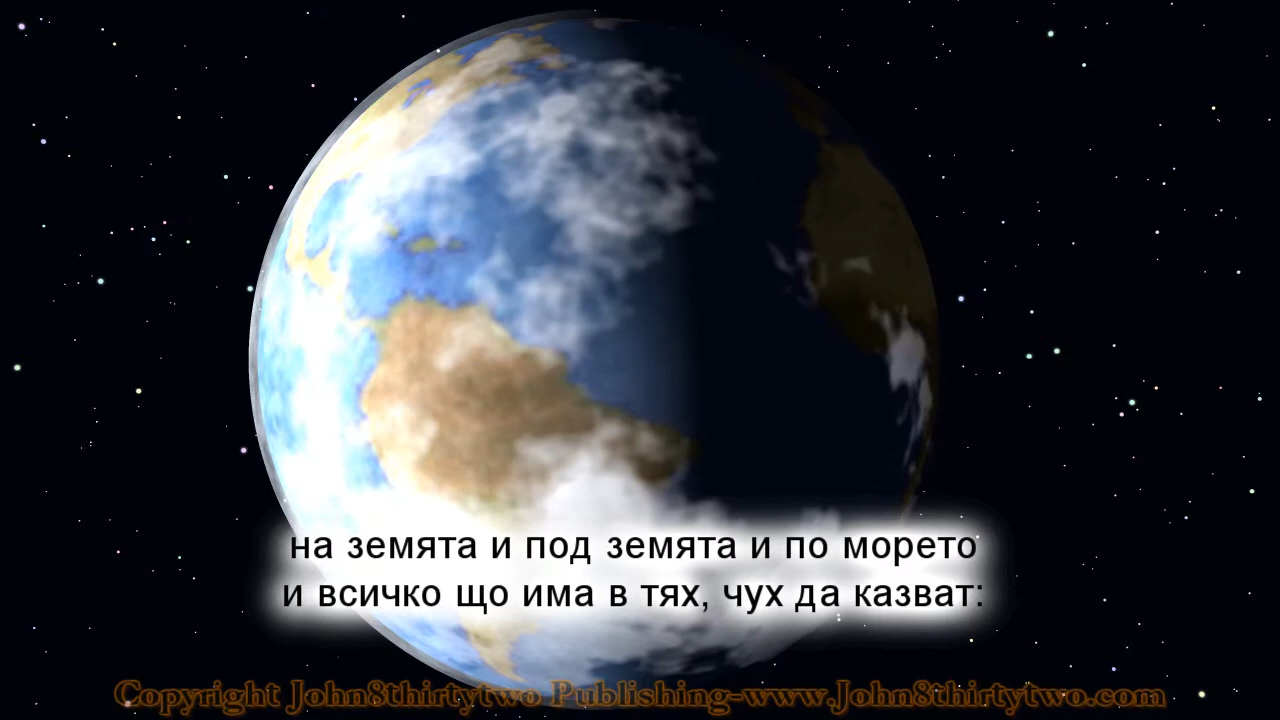 на земята и под земята и по морето
и всичко що има в тях, чух да казват:
Copyright John8thirtytwo Publishing-www.John8thirtytwo.com